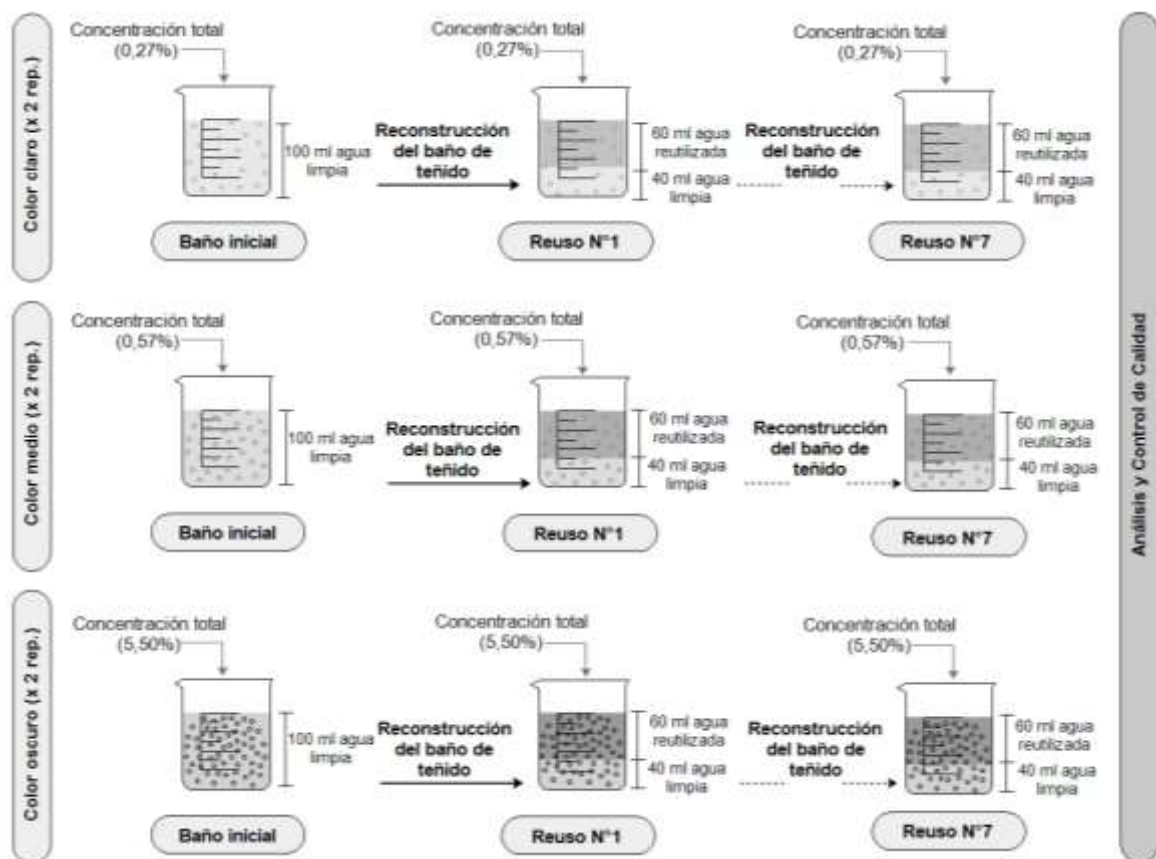 Color claro (x 2 rep.)
Concentración total
(0,27%)
100 ml agua
limpia
Baño inicial
Reconstrucción
del baño de
teñido
Concentración total
(0,27%)
60 ml agua
reutilizada
40 ml agua
limpia
Reuso N°1
Reconstrucción
del baño de
teñido
Concentración total
(0,27%)
60 ml agua
reutilizada
40 ml agua
limpia
Reuso N°7
Color medio (x 2 rep.)
Concentración total
(0,57%)
100 ml agua
limpia
Baño inicial
Reconstrucción
del baño de
teñido
Concentración total
(0,57%)
60 ml agua
reutilizada
40 ml agua
limpia
Reuso N°1
Reconstrucción
del baño de
teñido
Concentración total
(0,57%)
60 ml agua
reutilizada
40 ml agua
limpia
Reuso N°7
Color oscuro (x 2 rep.)
Concentración total
(5,50%)
100 ml agua
limpia
Baño inicial
Reconstrucción
del baño de
teñido
Concentración total
(5,50%)
60 ml agua
reutilizada
40 ml agua
limpia
Reuso N°1
Reconstrucción
del baño de
teñido
Concentración total
(5,50%)
60 ml agua
reutilizada
40 ml agua
limpia
Reuso N°7
Análisis y Control de Calidad